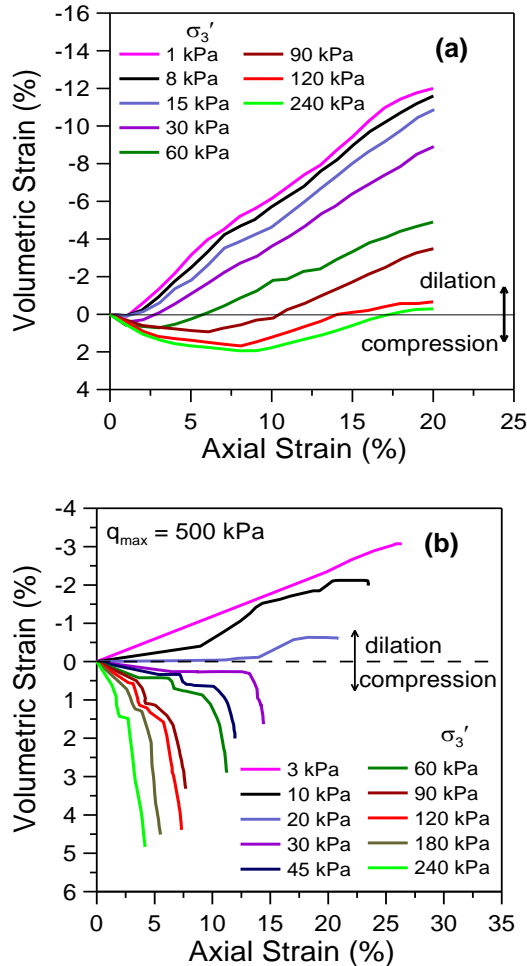 -16
-14
-12
-10
-8
-6
-4
-2
0
2
4
Volumetric Strain (%)
σ3′
(a)
1 kPa
90 kPa
8 kPa
120 kPa
15 kPa
240 kPa
30 kPa
60 kPa
dilation
compression
0 5 10 15 20 25
Axial Strain (%)
-4
-3
-2
-1
0
1
2
3
4
5
6
Volumetric Strain (%)
qmax = 500 kPa
(b)
dilation
compression
σ3′
3 kPa
60 kPa
10 kPa
90 kPa
20 kPa
120 kPa
30 kPa
180 kPa
45 kPa
240 kPa
0 5 10 15 20 25 30 35
Axial Strain (%)